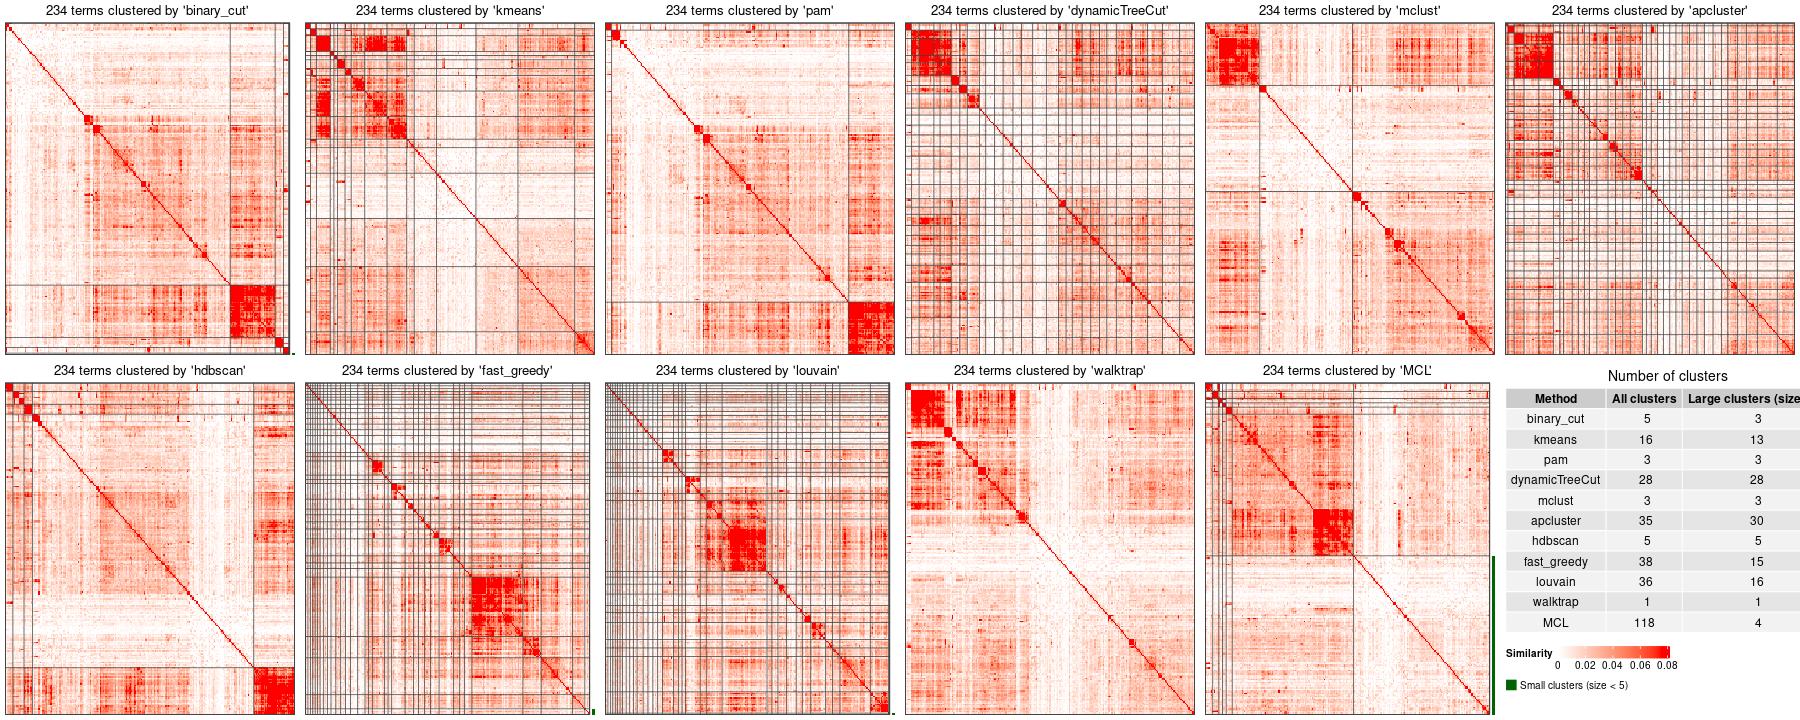 234 terms clustered by 'binary_cut'
234 terms clustered by 'kmeans'
234 terms clustered by 'pam'
234 terms clustered by 'dynamicTreeCut'
234 terms clustered by 'mclust'
234 terms clustered by 'apcluster'
234 terms clustered by 'hdbscan'
234 terms clustered by 'fast_greedy'
234 terms clustered by 'louvain'
234 terms clustered by 'walktrap'
234 terms clustered by 'MCL'
Number of clusters
Method All clusters Large clusters (size
binary_cut 5 3
kmeans 16 13
pam 3 3
dynamicTreeCut 28 28
mclust 3 3
apcluster 35 30
hdbscan 5 5
fast_greedy 38 15
louvain 36 16
walktrap 1 1
MCL 118 4
Similarity
0 0.02 0.04 0.06 0.08
Small clusters (size < 5)